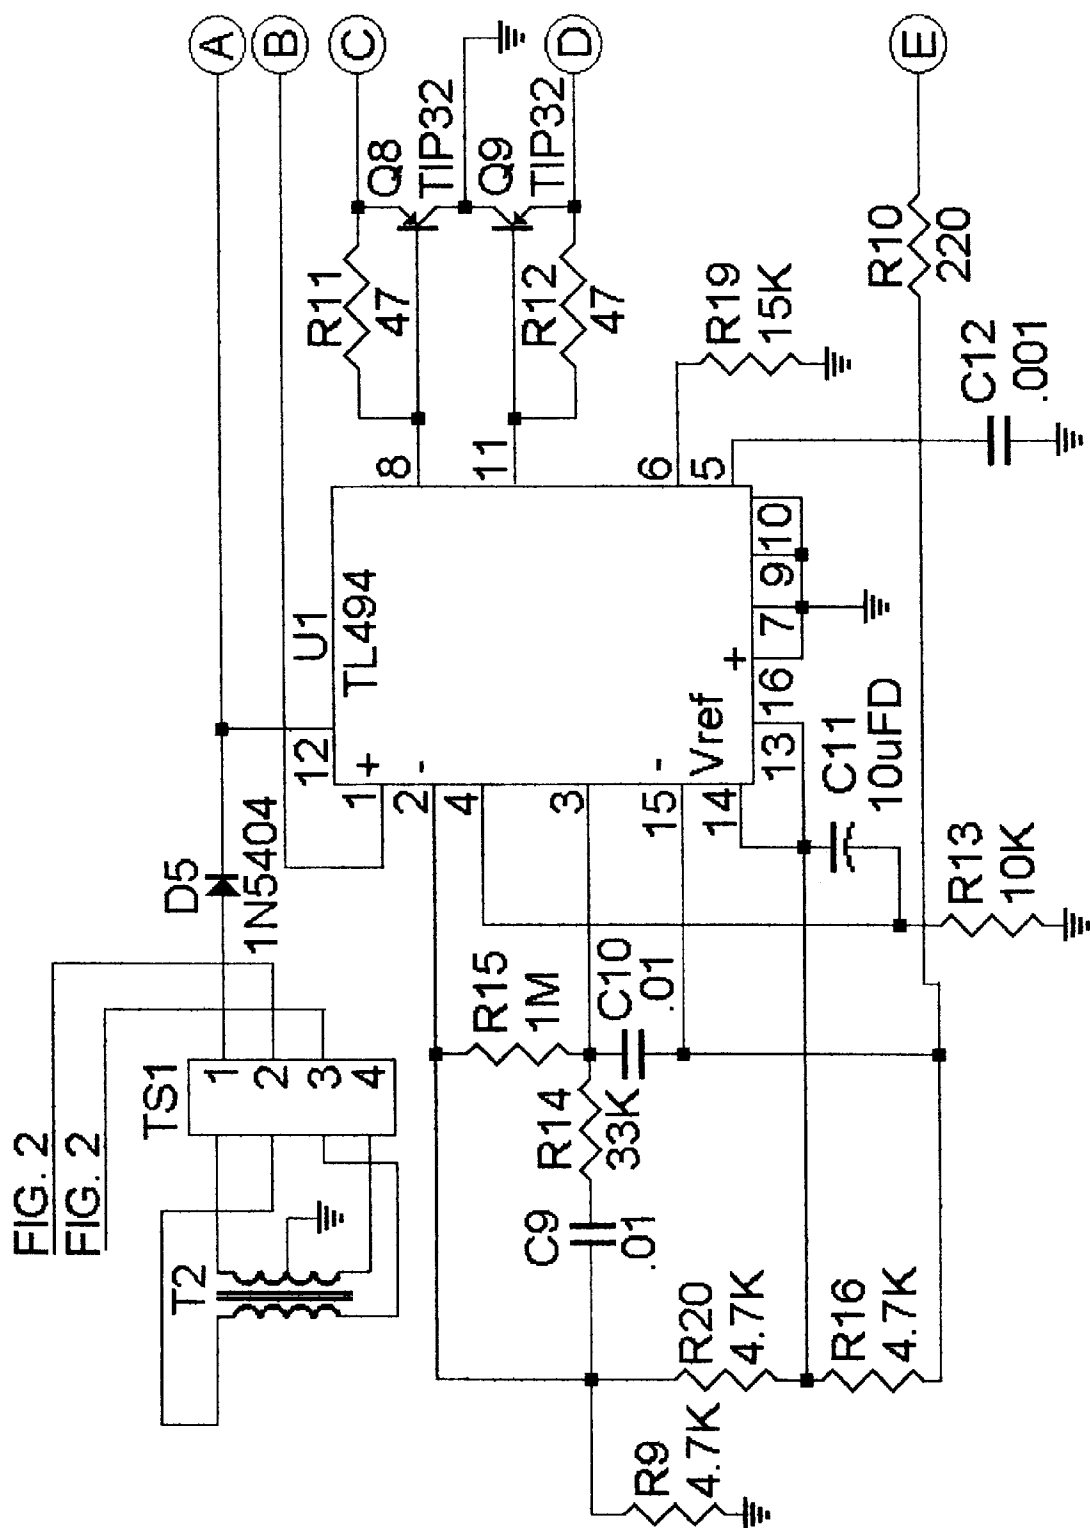 FIG. 2
FIG. 2
T2
TS1
1
2
3
4
D5
1N5404
A
B
C
D
E
U1
TL494
12
1
+
2
-
4
3
15
-
14
Vref
13
16
+
7
9
10
5
6
11
8
R11
47
Q8
TIP32
Q9
TIP32
R12
47
R19
15K
R10
220
C12
.001
C11
10uFD
R13
10K
R15
1M
C10
.01
R14
33K
C9
.01
R20
4.7K
R16
4.7K
R9
4.7K